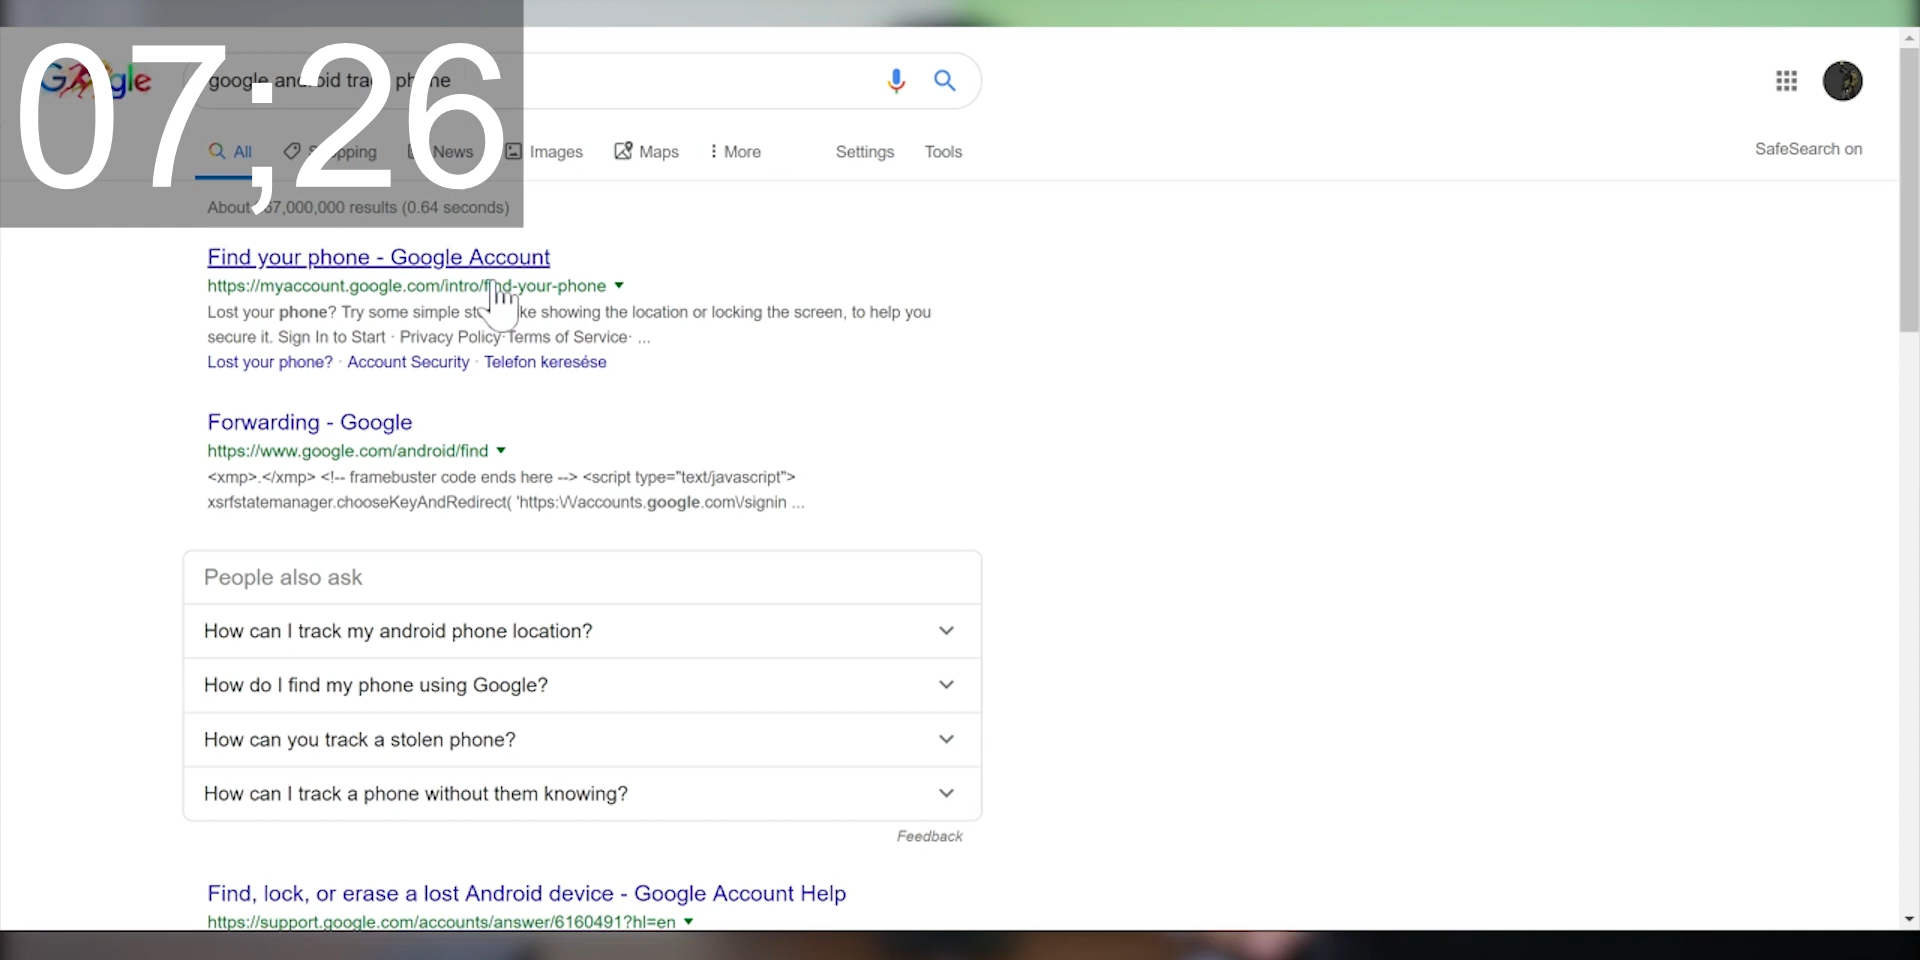 07;26
google android track phone
All
Shopping
News
Images
Maps
More
Settings
Tools
SafeSearch on
About 67,000,000 results (0.64 seconds)
Find your phone - Google Account
https://myaccount.google.com/intro/find-your-phone
Lost your phone? Try some simple like showing the location or locking the screen, to help you
secure it. Sign In to Start · Privacy Policy·Terms of Service· ...
Lost your phone? · Account Security · Telefon keresése
Forwarding - Google
https://www.google.com/android/find
<xmp>.</xmp> <!-- framebuster code ends here --> <script type="text/javascript">
xsrfstatemanager.chooseKeyAndRedirect( 'https:\/\/accounts.google.com\/signin ...
People also ask
How can I track my android phone location?
How do I find my phone using Google?
How can you track a stolen phone?
How can I track a phone without them knowing?
Feedback
Find, lock, or erase a lost Android device - Google Account Help
https://support.google.com/accounts/answer/6160491?hl=en